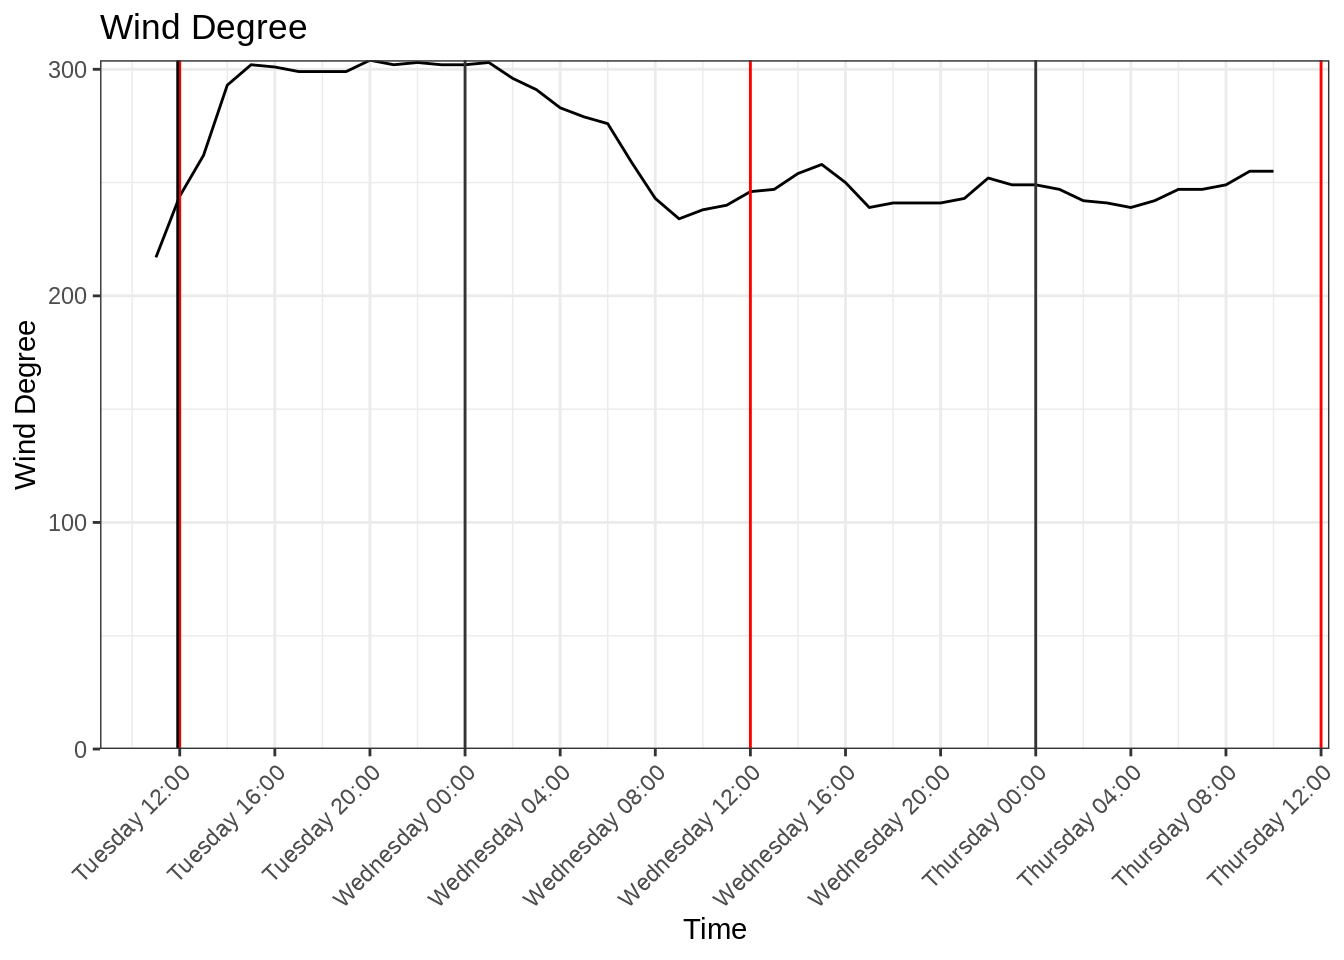 Wind Degree
300
200
100
0
Wind Degree
Tuesday 12:00
Tuesday 16:00
Tuesday 20:00
Wednesday 00:00
Wednesday 04:00
Wednesday 08:00
Wednesday 12:00
Wednesday 16:00
Wednesday 20:00
Thursday 00:00
Thursday 04:00
Thursday 08:00
Thursday 12:00
Time